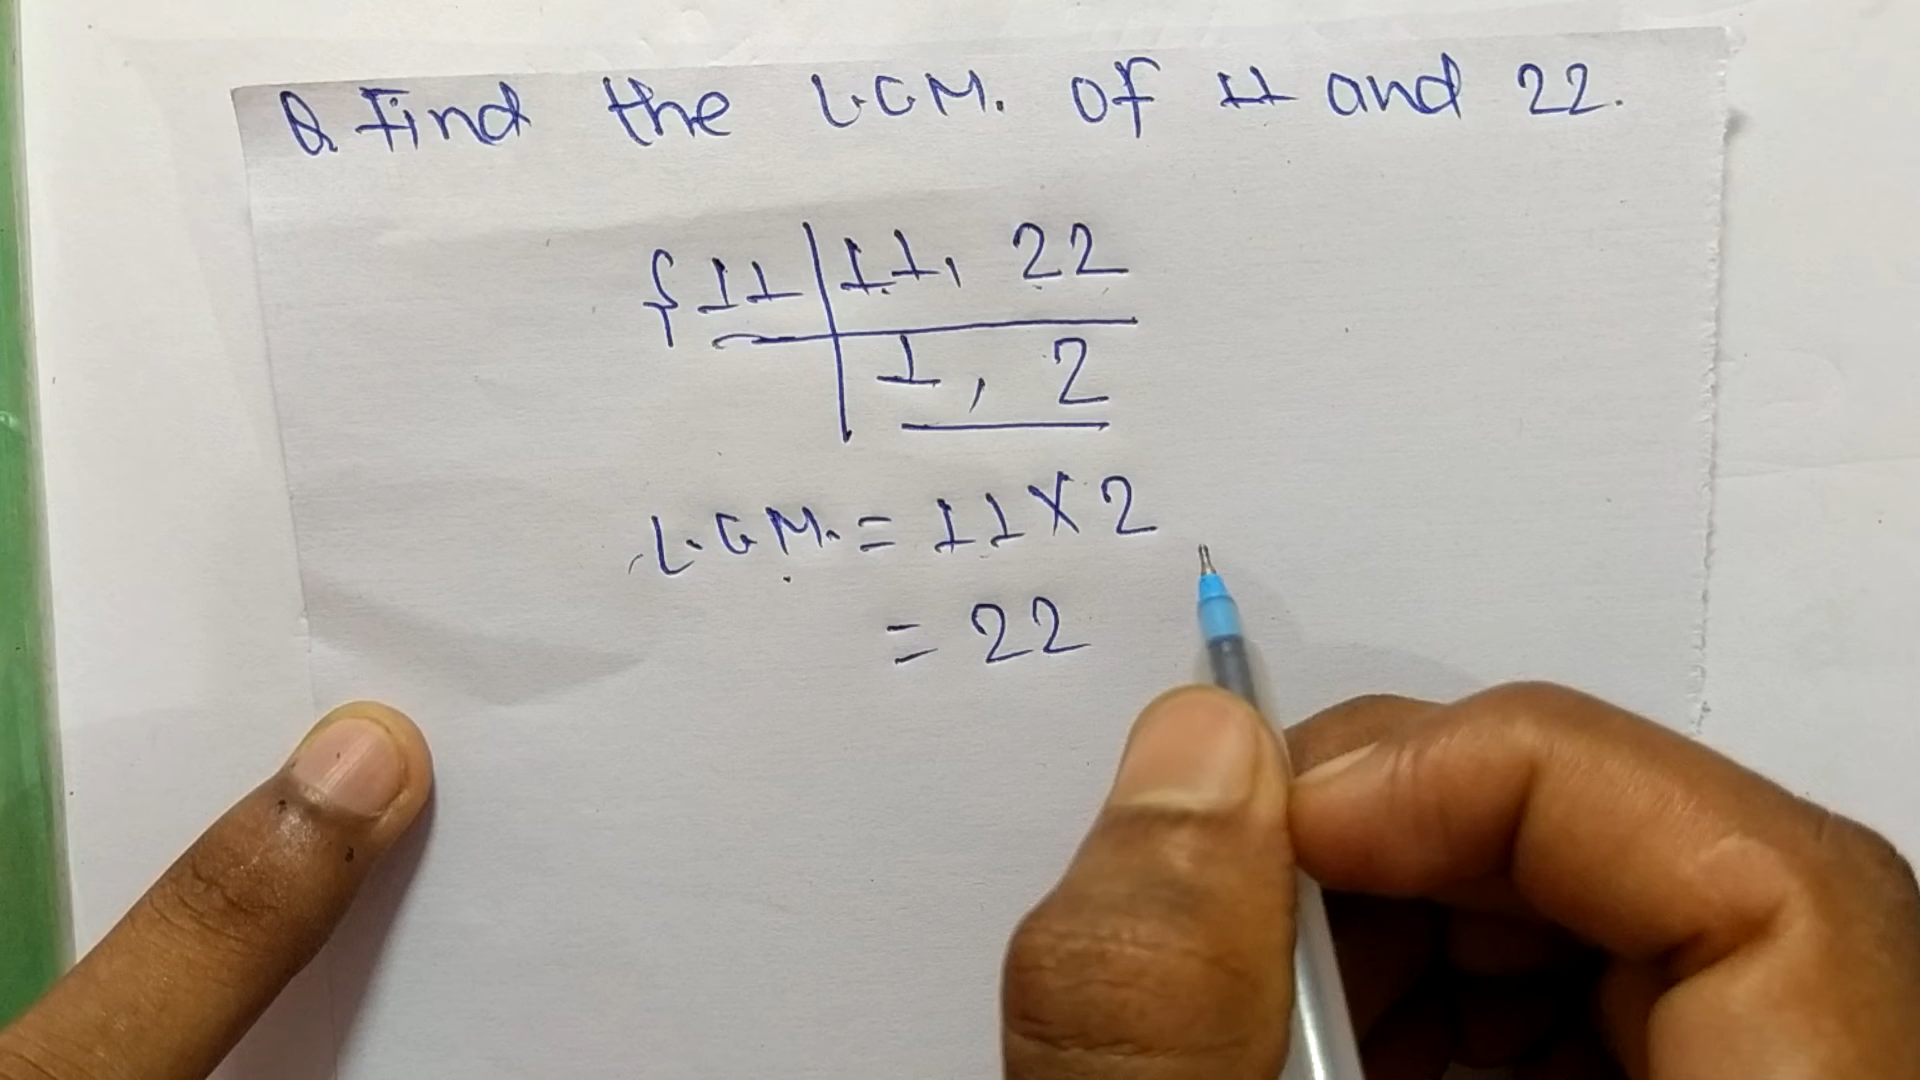 Q. Find the L.C.M. of 11 and 22.
11 | 11, 22
1, 2
L.C.M. = 11 X 2
= 22